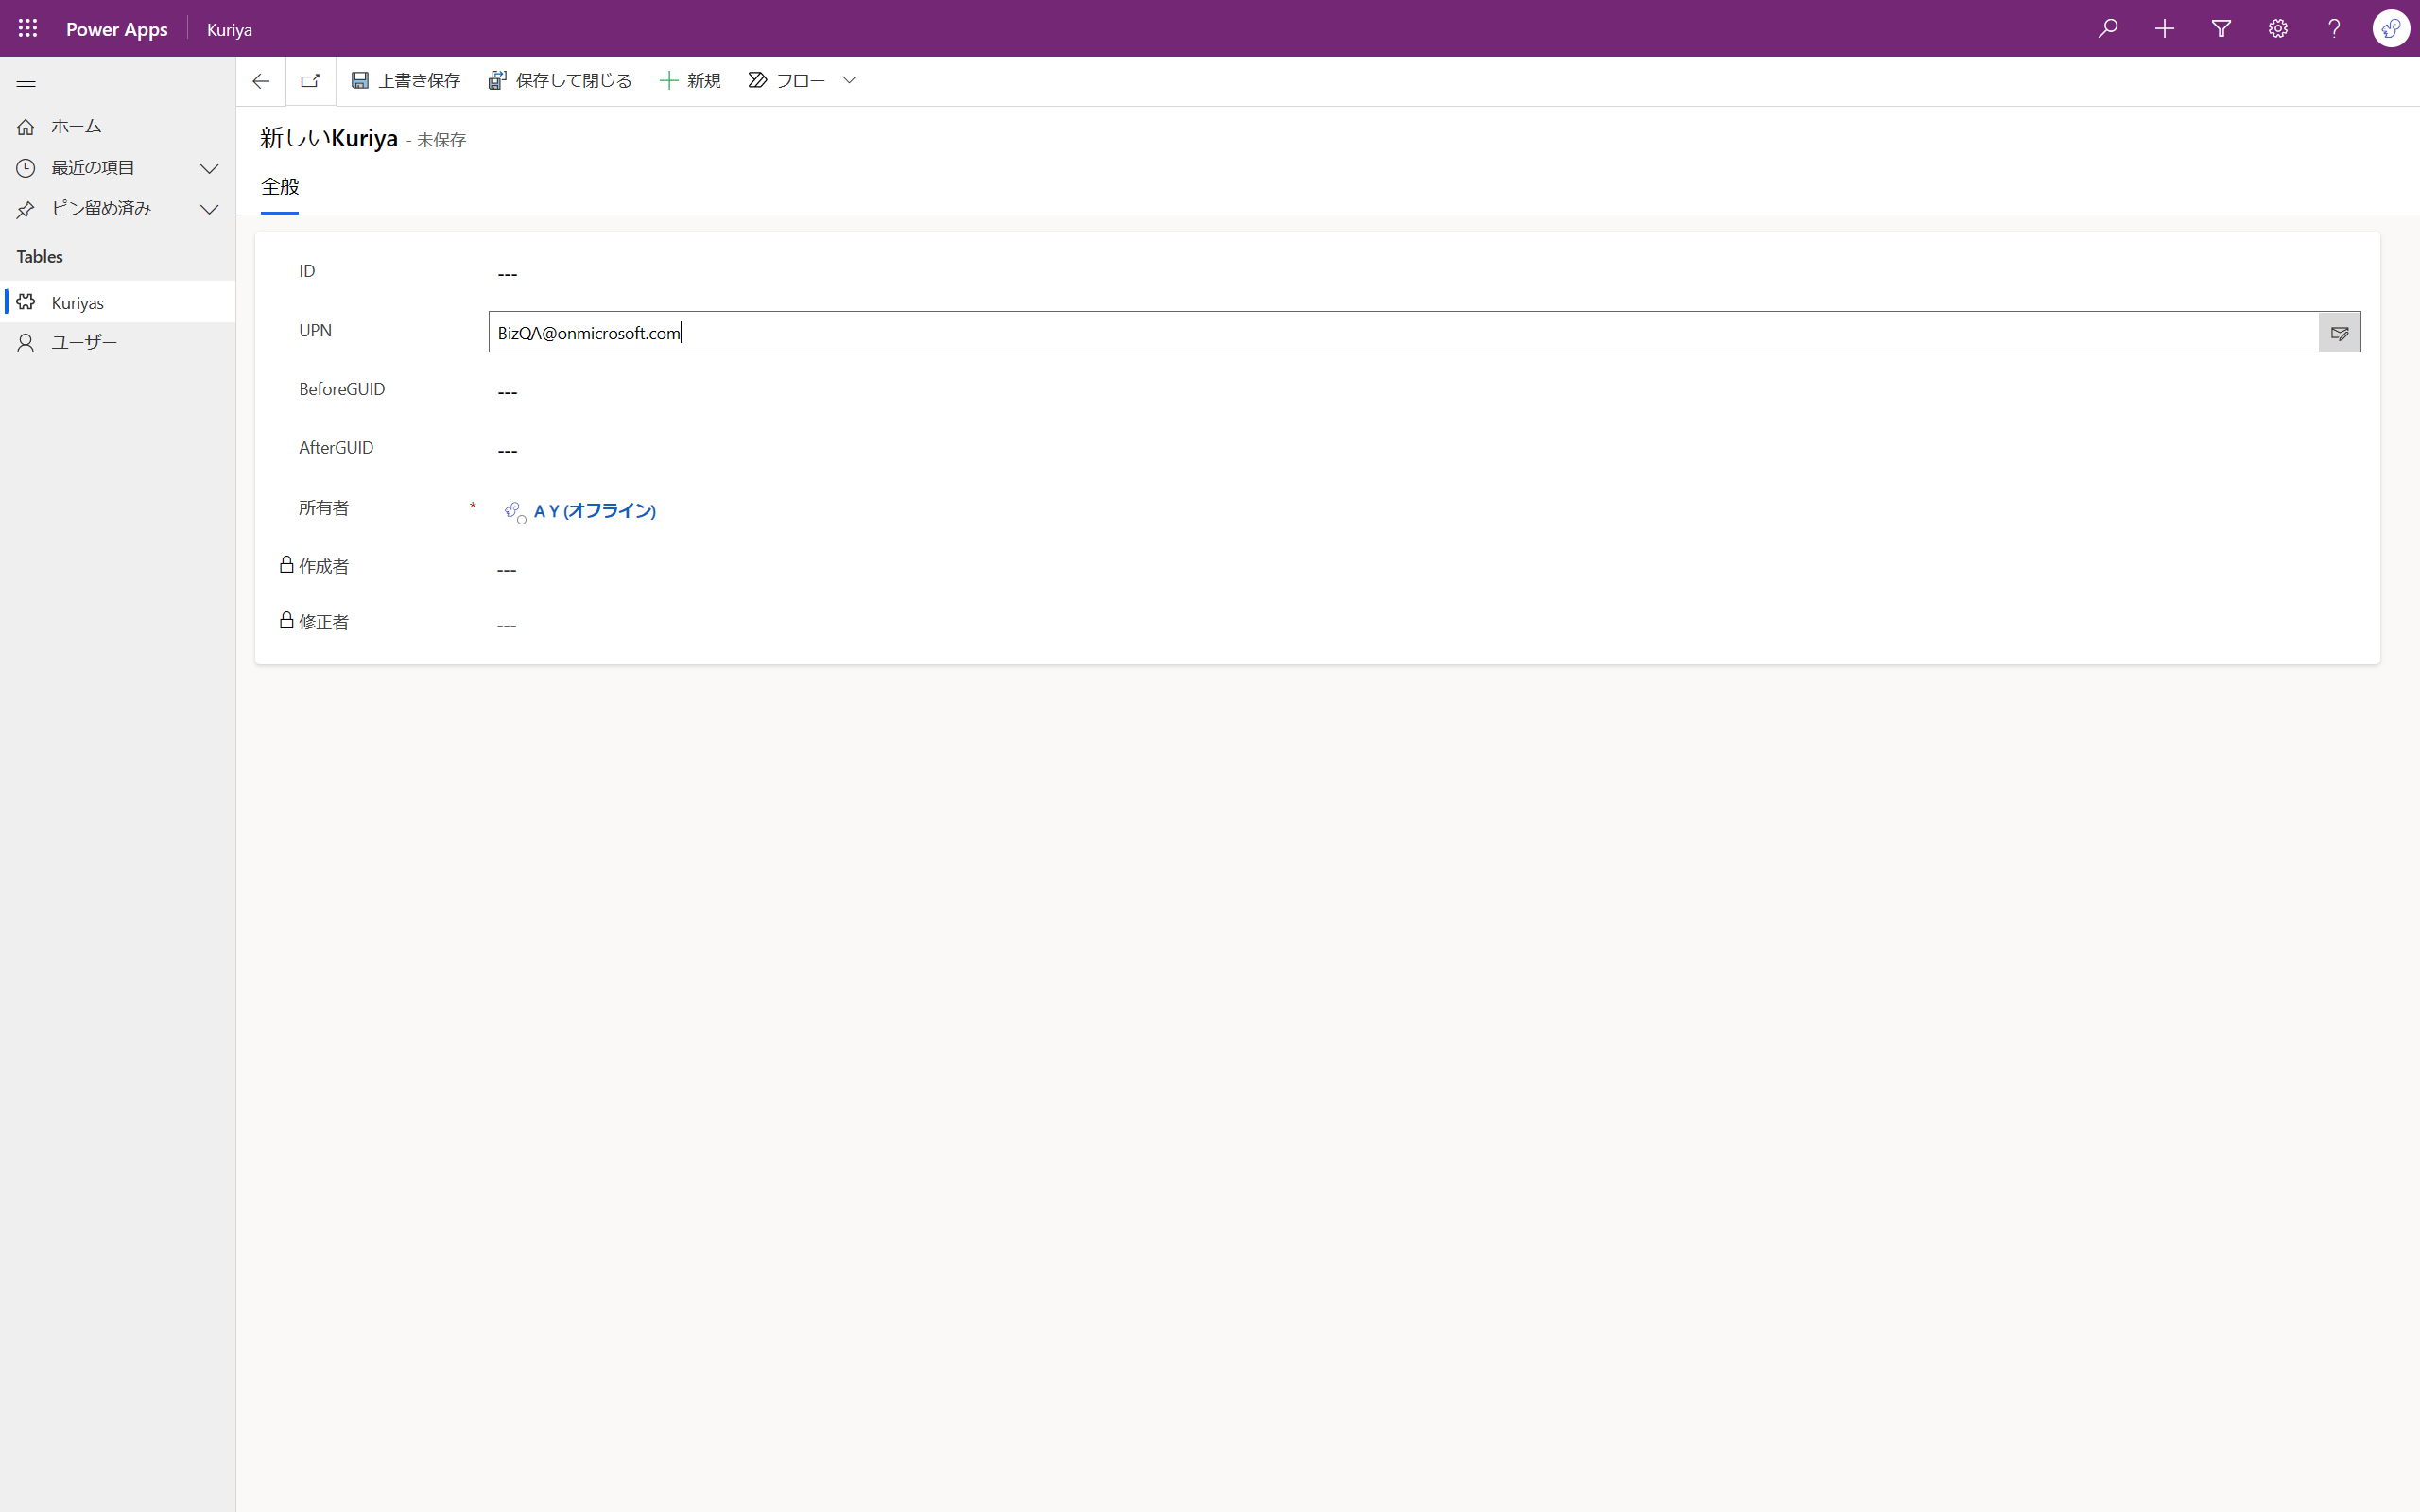 Power Apps Kuriya
上書き保存 保存して閉じる 新規 フロー
ホーム
最近の項目
ピン留め済み
Tables
Kuriyas
ユーザー
新しいKuriya - 未保存
全般
ID ---
UPN BizQA@onmicrosoft.com
BeforeGUID ---
AfterGUID ---
所有者 * A Y (オフライン)
作成者 ---
修正者 ---